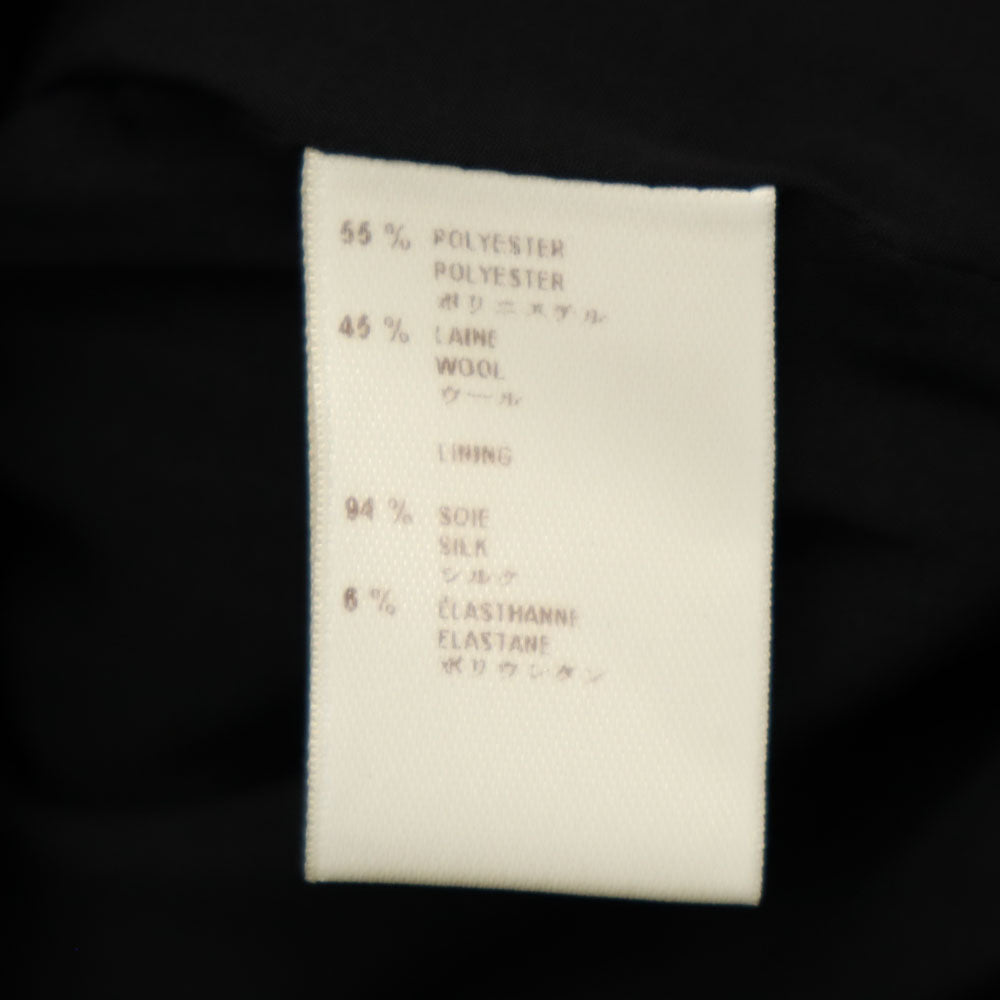 55 % POLYESTER
POLYESTER
ポリエステル
45 % LAINE
WOOL
ウール
LINING
94 % SOIE
SILK
シルク
6 % ÉLASTHANNE
ELASTANE
ポリウレタン